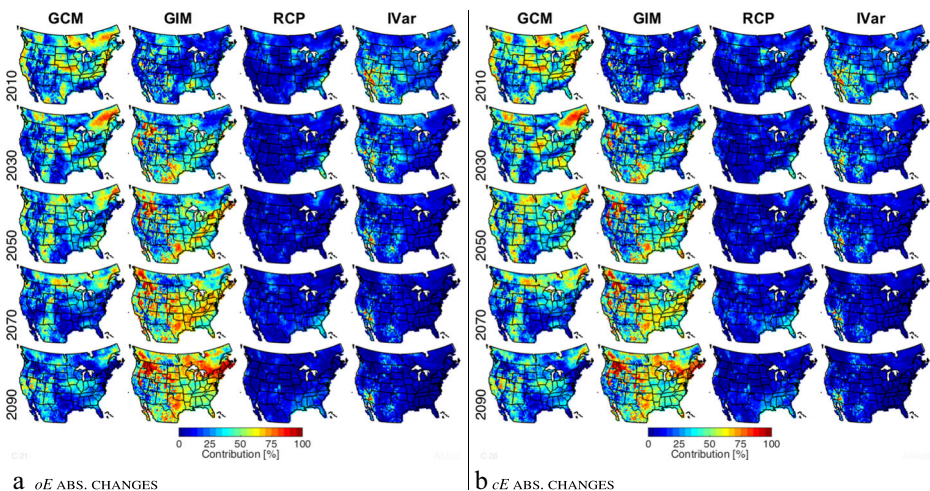 GCM GIM RCP IVar
2010
2030
2050
2070
2090
0 25 50 75 100
Contribution [%]
C 21
a oE ABS. CHANGES
GCM GIM RCP IVar
2010
2030
2050
2070
2090
0 25 50 75 100
Contribution [%]
b cE ABS. CHANGES